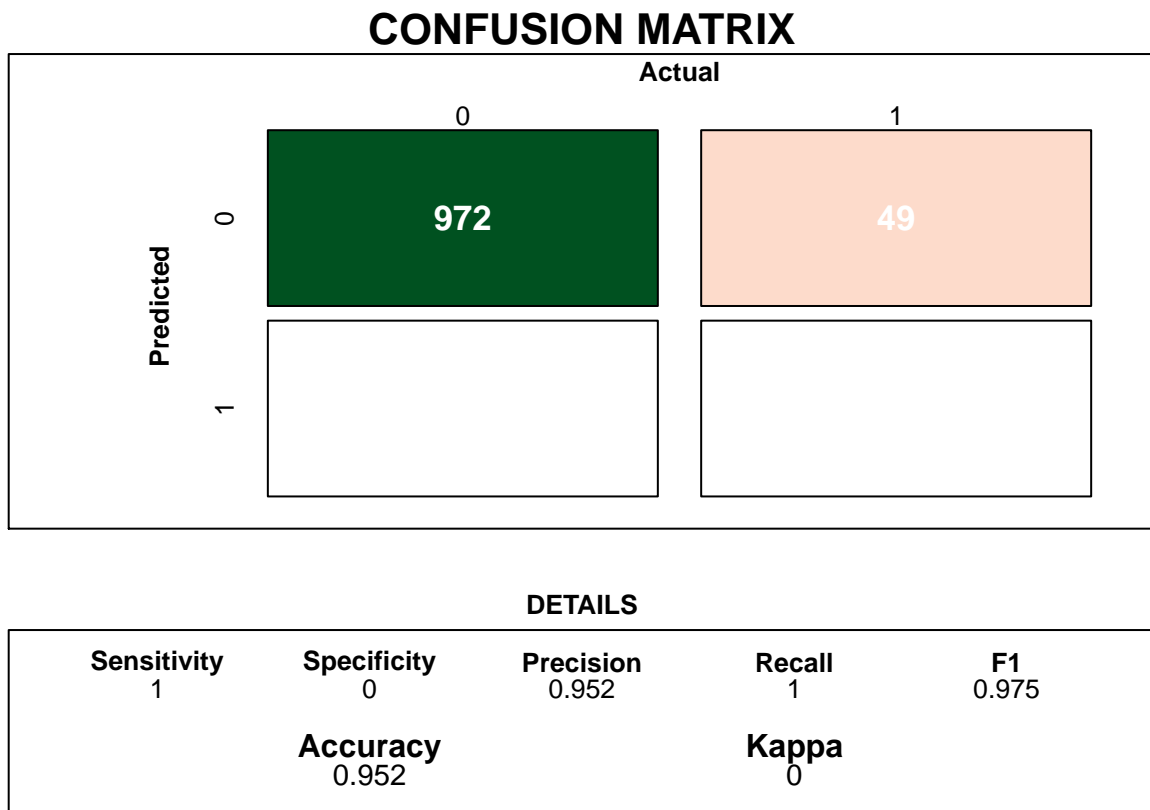 CONFUSION MATRIX
Actual
0 1
Predicted
0
972 49
1
DETAILS
Sensitivity Specificity Precision Recall F1
1 0 0.952 1 0.975
Accuracy Kappa
0.952 0